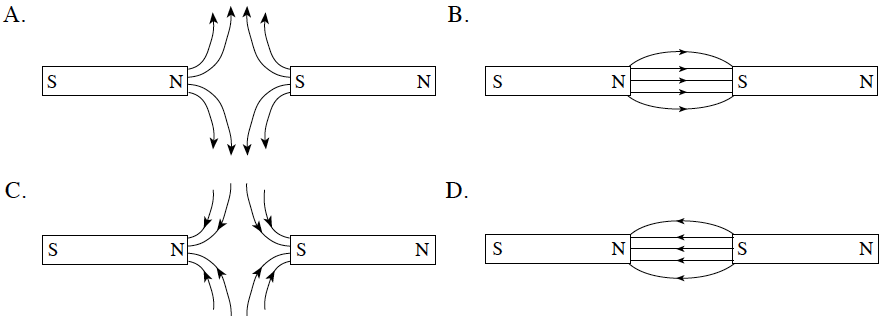 A.
B.
S N S N
S N S N
C.
D.
S N S N
S N S N